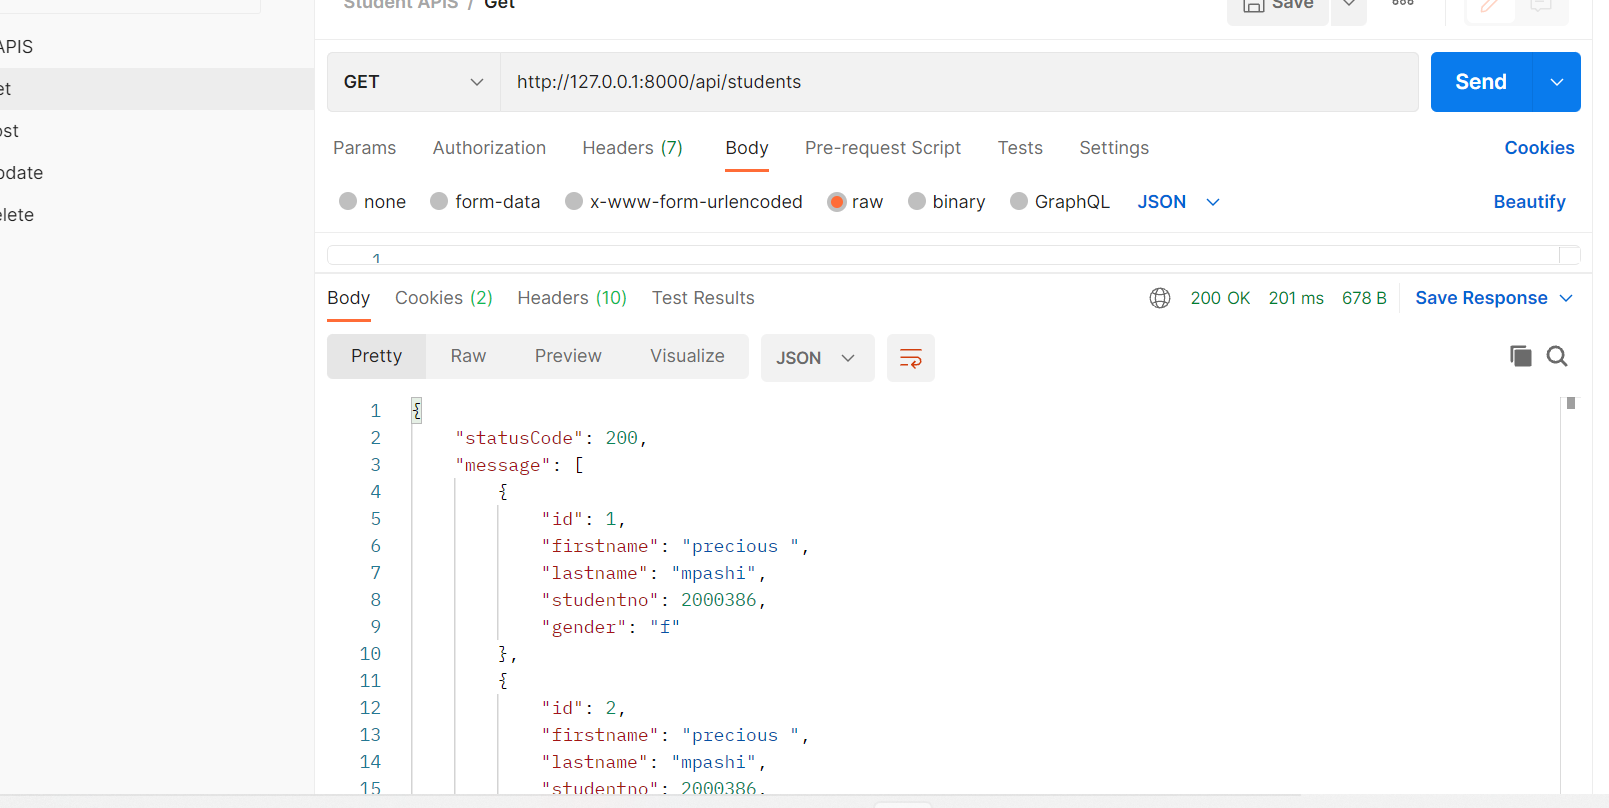 Student APIS / Get
Save
APIS
et
GET http://127.0.0.1:8000/api/students Send
ost
Params Authorization Headers (7) Body Pre-request Script Tests Settings Cookies
pdate
none form-data x-www-form-urlencoded raw binary GraphQL JSON Beautify
elete
1
Body Cookies (2) Headers (10) Test Results 200 OK 201 ms 678 B Save Response
Pretty Raw Preview Visualize JSON
1 {
2 "statusCode": 200,
3 "message": [
4 {
5 "id": 1,
6 "firstname": "precious ",
7 "lastname": "mpashi",
8 "studentno": 2000386,
9 "gender": "f"
10 },
11 {
12 "id": 2,
13 "firstname": "precious ",
14 "lastname": "mpashi",
15 "studentno": 2000386,